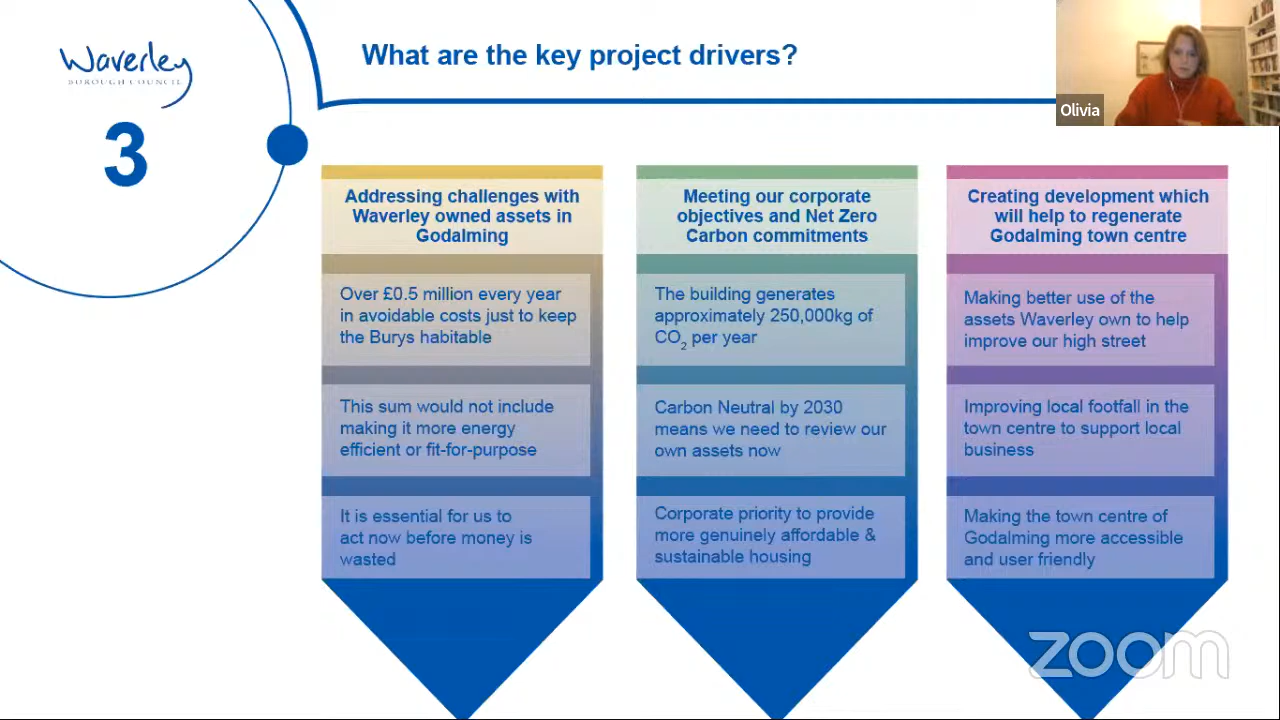 Waverley
BOROUGH COUNCIL
3
What are the key project drivers?
Olivia
Addressing challenges with
Waverley owned assets in
Godalming
Over £0.5 million every year
in avoidable costs just to keep
the Burys habitable
This sum would not include
making it more energy
efficient or fit-for-purpose
It is essential for us to
act now before money is
wasted
Meeting our corporate
objectives and Net Zero
Carbon commitments
The building generates
approximately 250,000kg of
CO₂ per year
Carbon Neutral by 2030
means we need to review our
own assets now
Corporate priority to provide
more genuinely affordable &
sustainable housing
Creating development which
will help to regenerate
Godalming town centre
Making better use of the
assets Waverley own to help
improve our high street
Improving local footfall in the
town centre to support local
business
Making the town centre of
Godalming more accessible
and user friendly
zoom